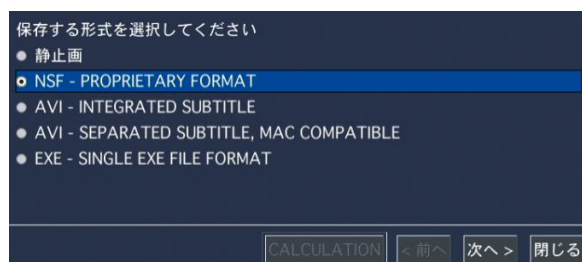 保存する形式を選択してください
静止画
NSF - PROPRIETARY FORMAT
AVI - INTEGRATED SUBTITLE
AVI - SEPARATED SUBTITLE, MAC COMPATIBLE
EXE - SINGLE EXE FILE FORMAT
CALCULATION < 前へ 次へ > 閉じる